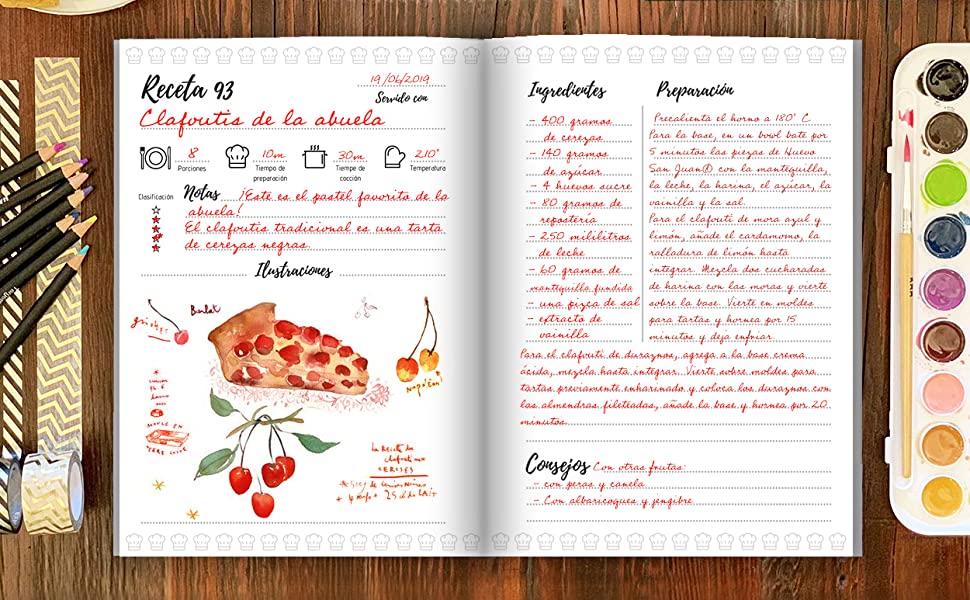 Receta 93
19/06/2019
Servido con
Clafoutis de la abuela
8
Porciones
10m
Tiempo de
preparación
30m
Tiempo de
cocción
210°
Temperatura
Clasificación
Notas ¡Este es el pastel favorita de la
abuela!
El clafoutis tradicional es una tarta
de cerezas negras.
Ilustraciones
griottes
Burlat
Napoléon
La Recette du
clafoutis aux
CERISES
Ingredientes
- 400 gramos
de cerezas
- 140 gramos
de azúcar
- 4 huevos sucre
- 80 gramos de
repostería
- 250 mililitros
de leche
- 60 gramos de
mantequilla fundida
- una pizca de sal
- extracto de
vainilla
Preparación
Precalienta el horno a 180° C
Para la base, en un bowl bate por
5 minutos las piezas de Huevo
San Juan® con la mantequilla,
la leche, la harina, el azúcar, la
vainilla y la sal.
Para el clafouti de mora azul y
limón, añade el cardamomo, la
ralladura de limón hasta
integrar. Mezcla dos cucharadas
de harina con las moras y vierte
sobre la base. Vierte en moldes
para tartas y hornea por 15
minutos y deja enfriar.
Para el clafouti de duraznos, agrega a la base crema
ácida, mezcla hasta integrar. Vierte sobre moldes para
tartas previamente enharinado y coloca los duraznos con
las almendras fileteadas, añade la base y hornea por 20
minutos.
Consejos Con otras frutas:
- con peras y canela
- Con albaricoques y jengibre